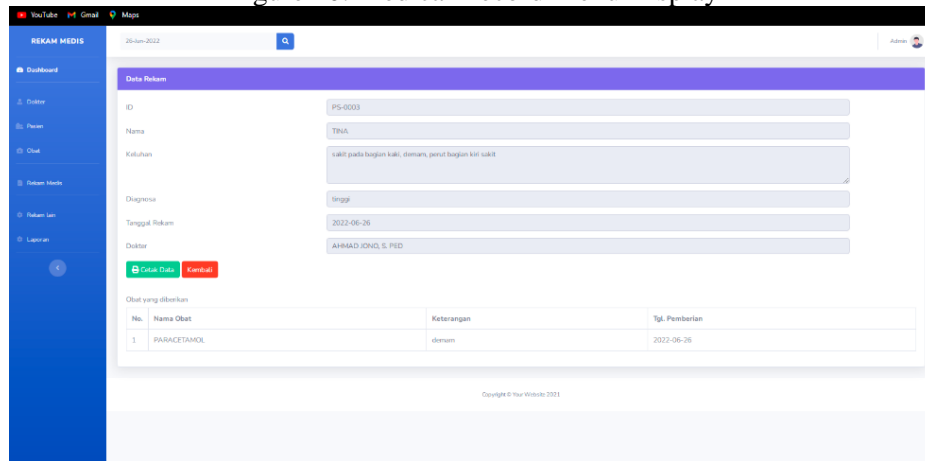 YouTube Gmail Maps
REKAM MEDIS
26-Jun-2022
Admin
Dashboard
Dokter
Pasien
Obat
Rekam Medis
Rekam lain
Laporan
Data Rekam
ID PS-0003
Nama TINA
Keluhan sakit pada bagian kaki, demam, perut bagian kiri sakit
Diagnosa tinggi
Tanggal Rekam 2022-06-26
Dokter AHMAD JONO, S. PED
Cetak Data Kembali
Obat yang diberikan
No. Nama Obat Keterangan Tgl. Pemberian
1 PARACETAMOL demam 2022-06-26
Copyright © Your Website 2021